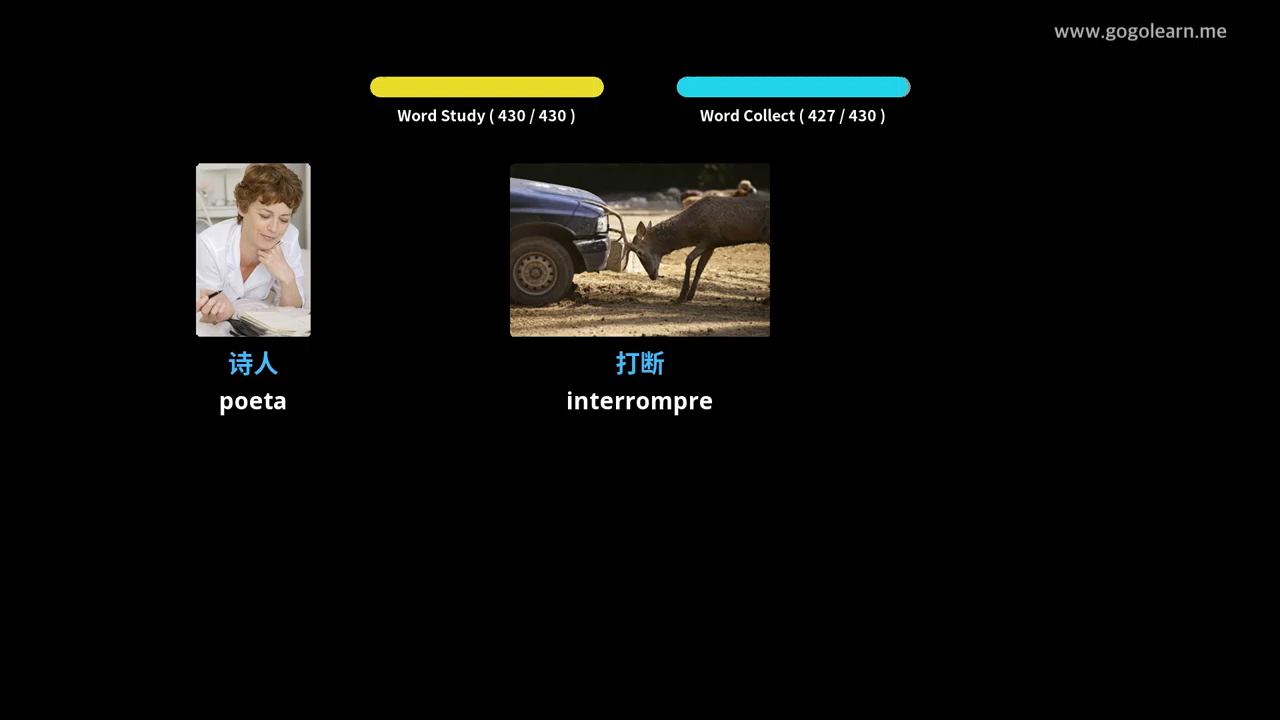 www.gogolearn.me
Word Study ( 430 / 430 )
Word Collect ( 427 / 430 )
诗人
poeta
打断
interrompre